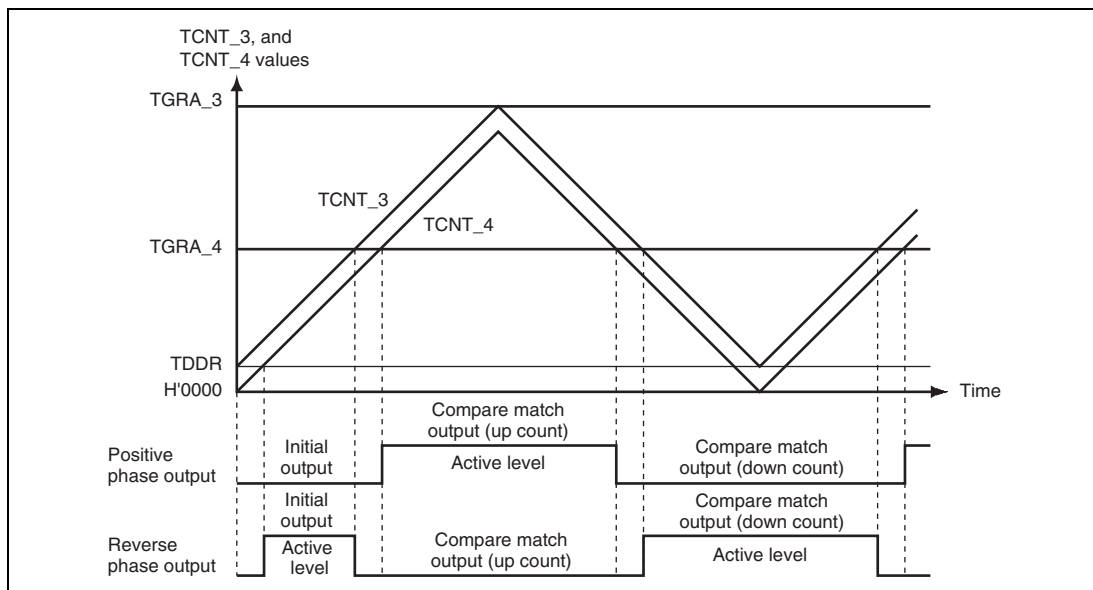 TCNT_3, and
TCNT_4 values
TGRA_3
TCNT_3
TCNT_4
TGRA_4
TDDR
H'0000
Time
Positive
phase output
Initial
output
Compare match
output (up count)
Active level
Compare match
output (down count)
Reverse
phase output
Initial
output
Active
level
Compare match
output (up count)
Compare match
output (down count)
Active level